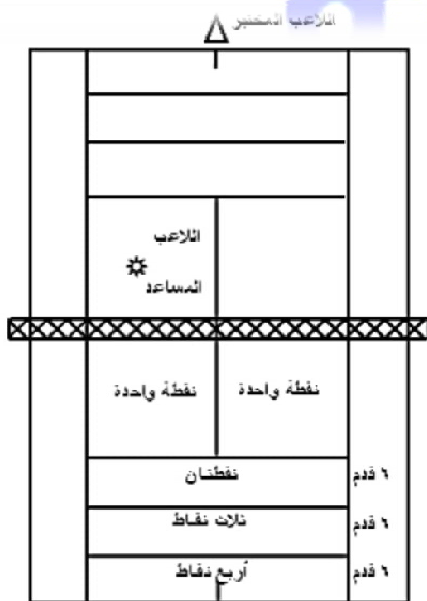 اللاعب المختبر
اللاعب
المساعد
نقطة واحدة
نقطة واحدة
نقطتان
٦ قدم
ثلاث نقاط
٦ قدم
أربع نقاط
٦ قدم